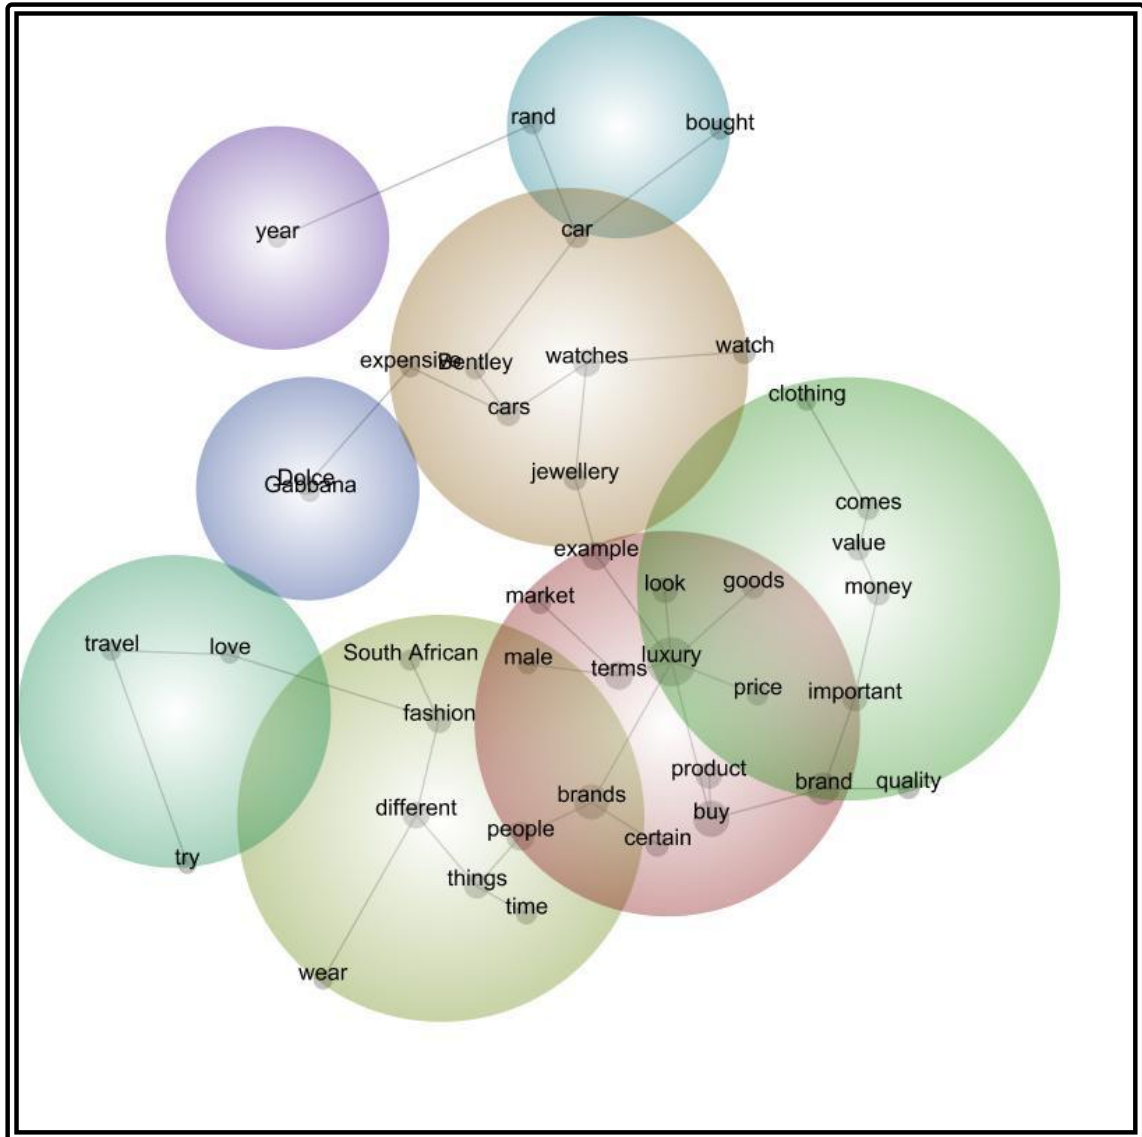 rand
bought
year
car
expensive
Bentley
watches
watch
cars
clothing
jewellery
Dolce
Gabbana
comes
value
example
look
goods
money
market
travel
love
South African
male
terms
luxury
price
important
fashion
product
brand
quality
different
brands
buy
people
certain
try
things
time
wear